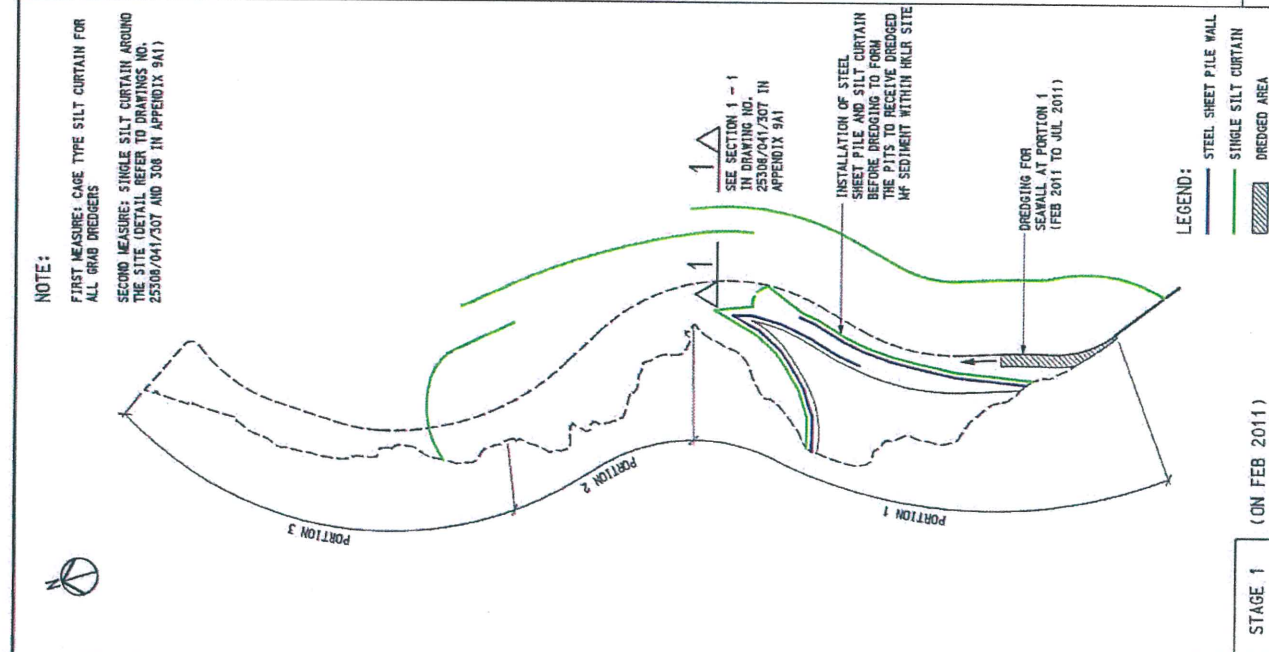 NOTE:
FIRST MEASURE: CAGE TYPE SILT CURTAIN FOR
ALL GRAB DREDGERS
SECOND MEASURE: SINGLE SILT CURTAIN AROUND
THE SITE (DETAIL REFER TO DRAWINGS NO.
25308/041/307 AND 308 IN APPENDIX 9A1)
N
1
SEE SECTION 1 - 1
IN DRAWING NO.
25308/041/307 IN
APPENDIX 9A1
1
INSTALLATION OF STEEL
SHEET PILE AND SILT CURTAIN
BEFORE DREDGING TO FORM
THE PITS TO RECEIVE DREDGED
Mf SEDIMENT WITHIN HKLR SITE
DREDGING FOR
SEAWALL AT PORTION 1
(FEB 2011 TO JUL 2011)
PORTION 3
PORTION 2
PORTION 1
LEGEND:
STEEL SHEET PILE WALL
SINGLE SILT CURTAIN
DREDGED AREA
STAGE 1 (ON FEB 2011)